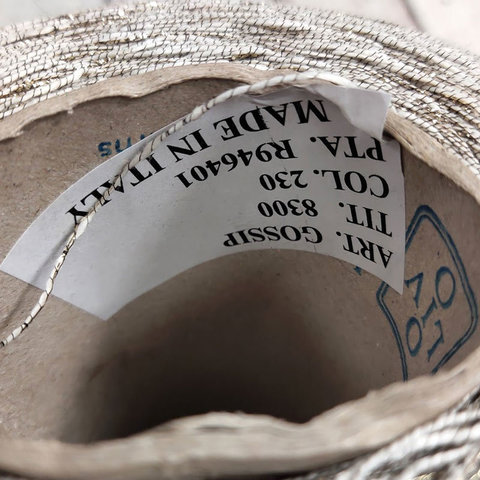 ART. GOSSIP
TIT. 8300
COL. 230
PTA. R946401
MADE IN ITALY